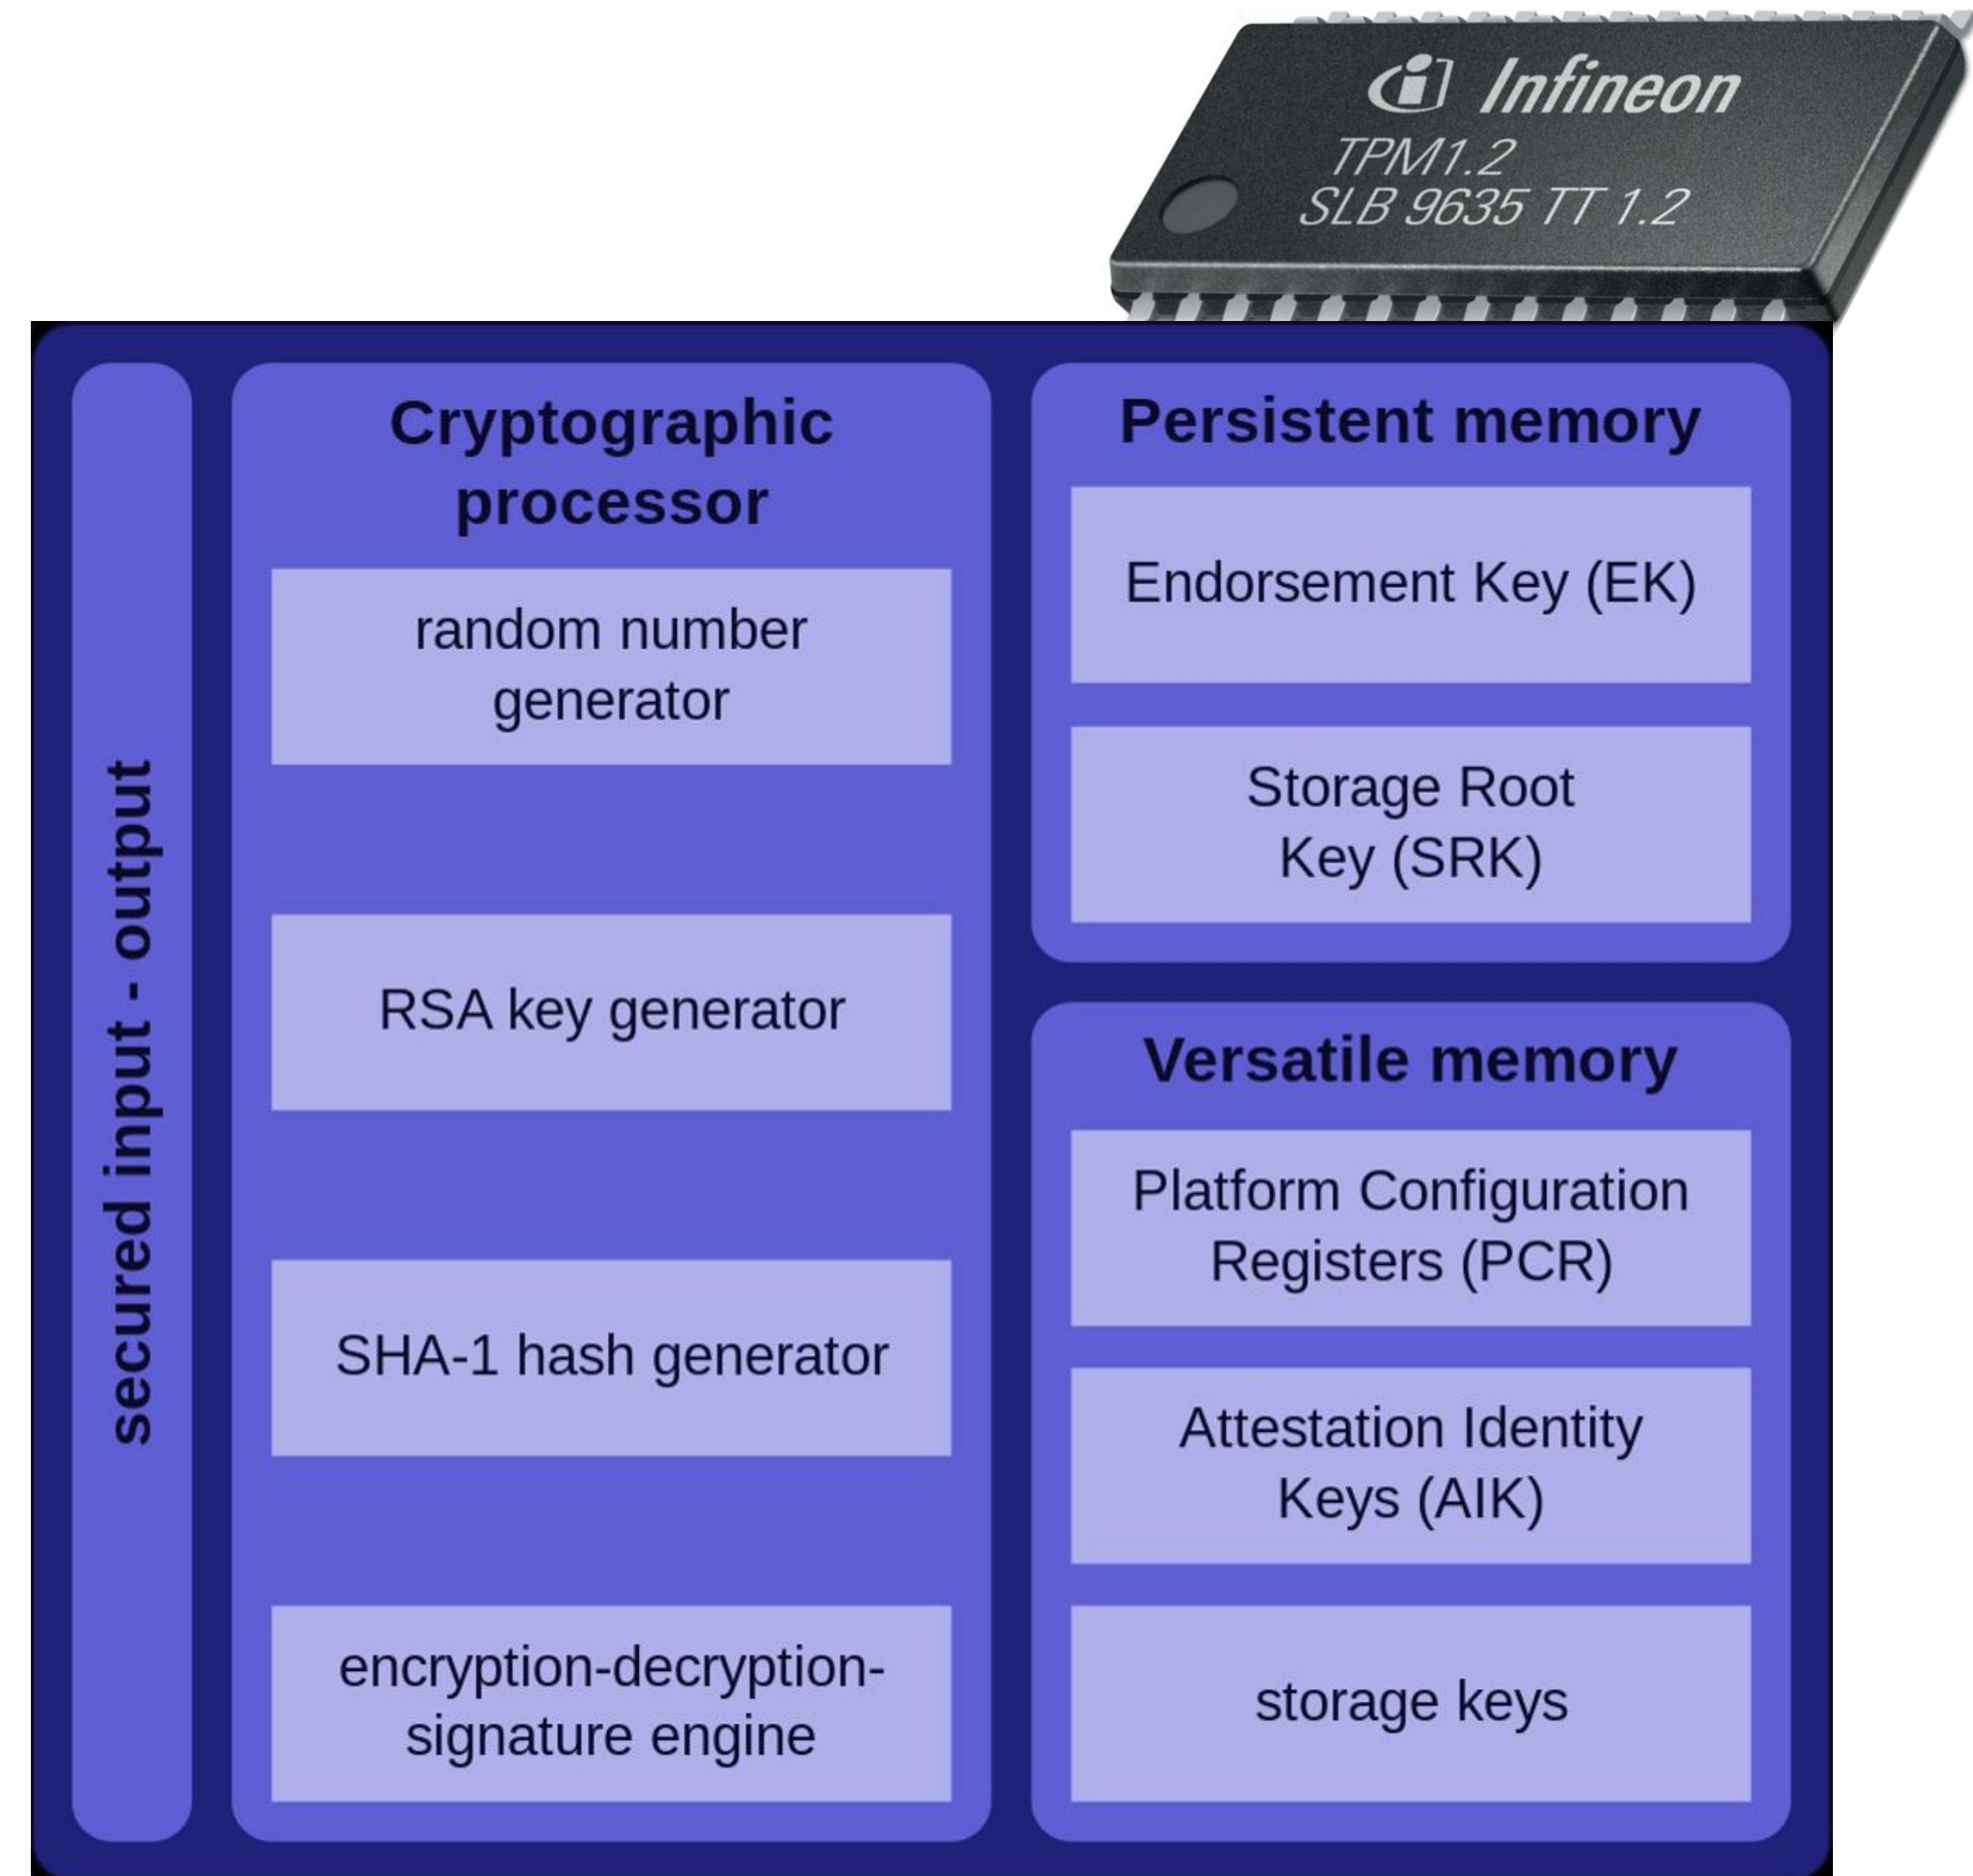 Infineon
TPM1.2
SLB 9635 TT 1.2
secured input - output
Cryptographic
processor
random number
generator
RSA key generator
SHA-1 hash generator
encryption-decryption-
signature engine
Persistent memory
Endorsement Key (EK)
Storage Root
Key (SRK)
Versatile memory
Platform Configuration
Registers (PCR)
Attestation Identity
Keys (AIK)
storage keys